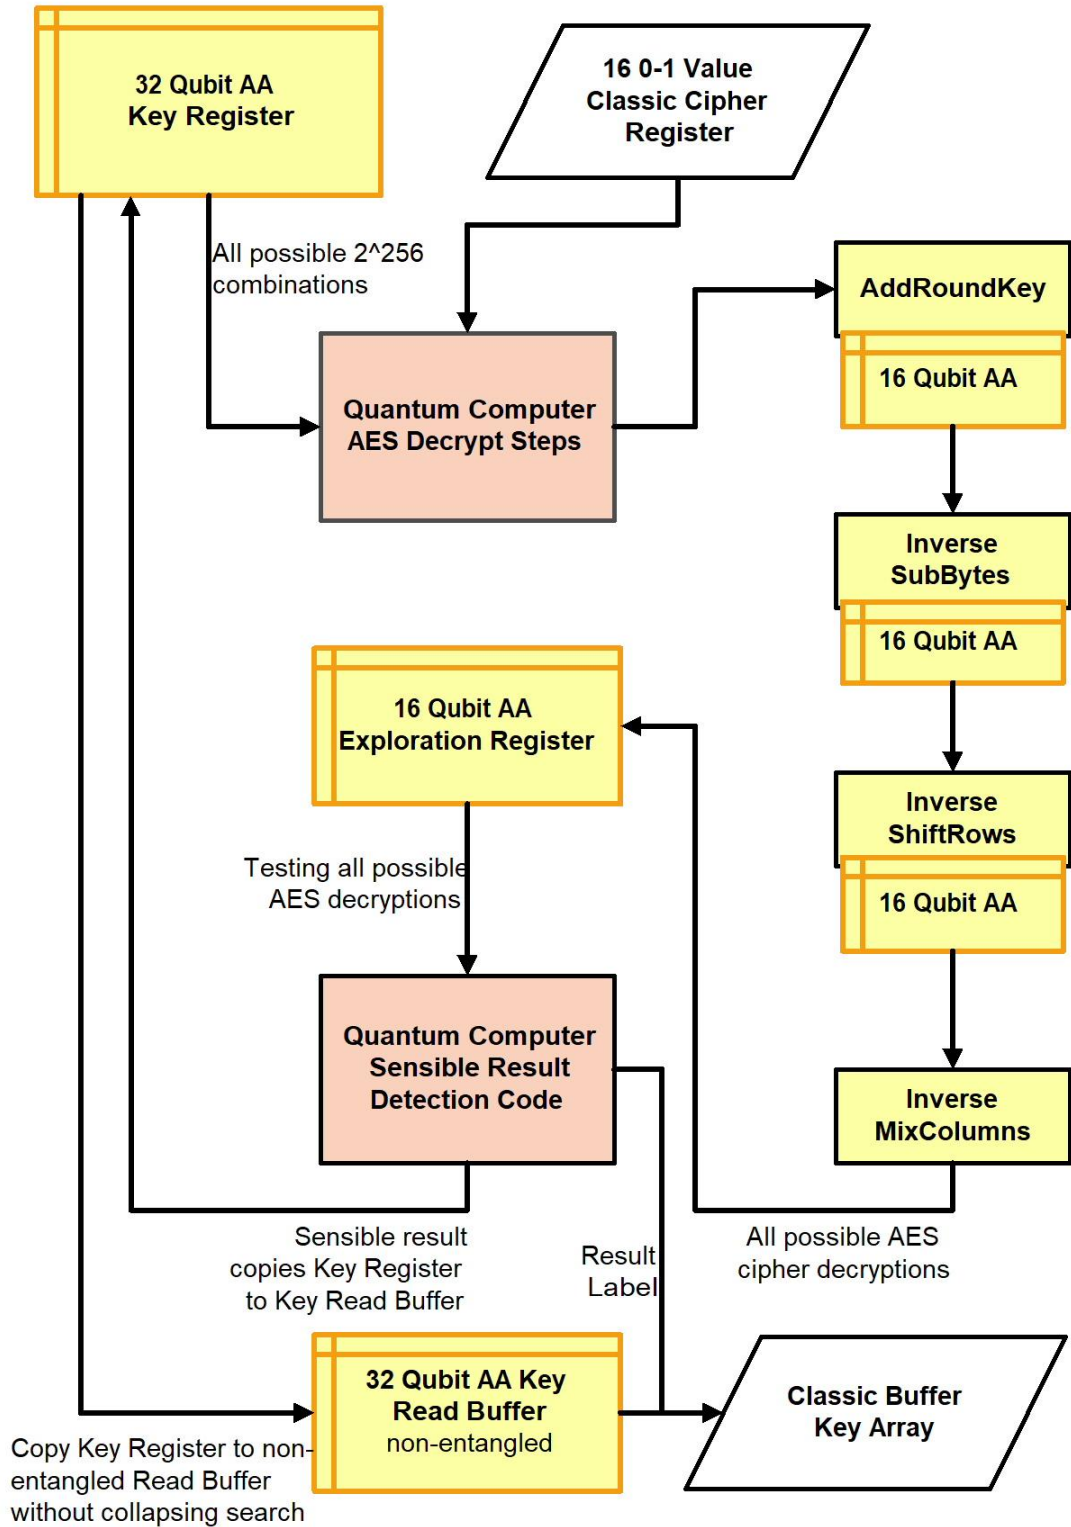 32 Qubit AA
Key Register
16 0-1 Value
Classic Cipher
Register
All possible 2^256
combinations
AddRoundKey
16 Qubit AA
Quantum Computer
AES Decrypt Steps
Inverse
SubBytes
16 Qubit AA
16 Qubit AA
Exploration Register
Inverse
ShiftRows
16 Qubit AA
Testing all possible
AES decryptions
Quantum Computer
Sensible Result
Detection Code
Inverse
MixColumns
Sensible result
copies Key Register
to Key Read Buffer
Result
Label
All possible AES
cipher decryptions
32 Qubit AA Key
Read Buffer
non-entangled
Classic Buffer
Key Array
Copy Key Register to non-
entangled Read Buffer
without collapsing search